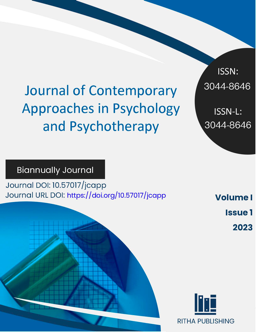 ISSN:
3044-8646
ISSN-L:
3044-8646
Journal of Contemporary
Approaches in Psychology
and Psychotherapy
Biannually Journal
Journal DOI: 10.57017/jcapp
Journal URL DOI: https://doi.org/10.57017/jcapp
Volume I
Issue 1
2023
RITHA PUBLISHING